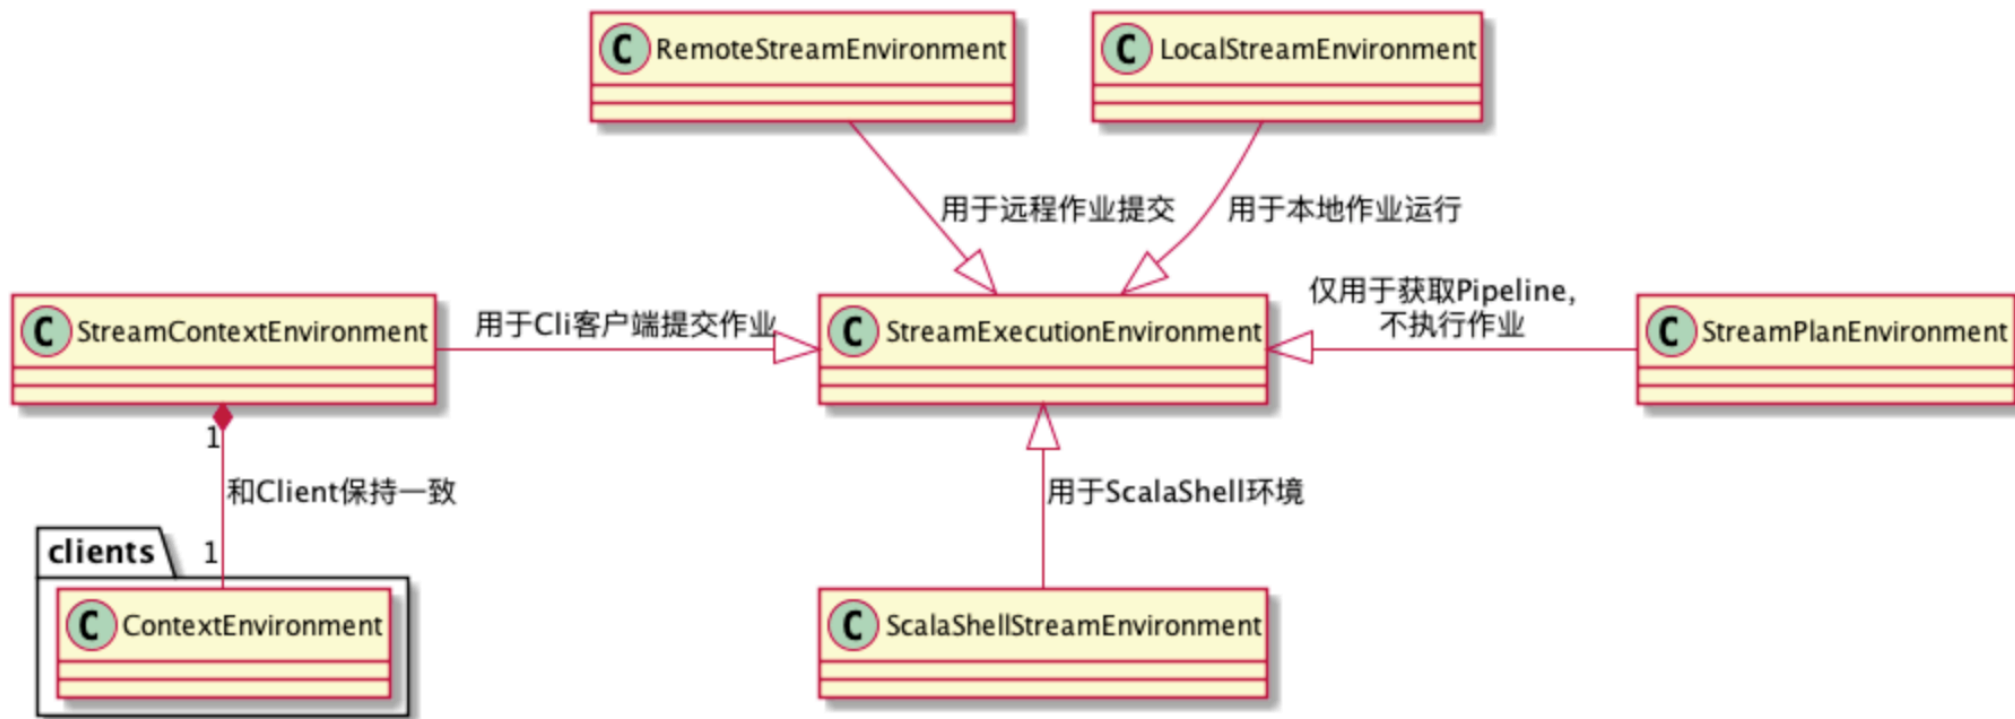 C RemoteStreamEnvironment
C LocalStreamEnvironment
用于远程作业提交
用于本地作业运行
C StreamContextEnvironment
用于Cli客户端提交作业
C StreamExecutionEnvironment
仅用于获取Pipeline,
不执行作业
C StreamPlanEnvironment
1
和Client保持一致
1
用于ScalaShell环境
clients
C ContextEnvironment
C ScalaShellStreamEnvironment